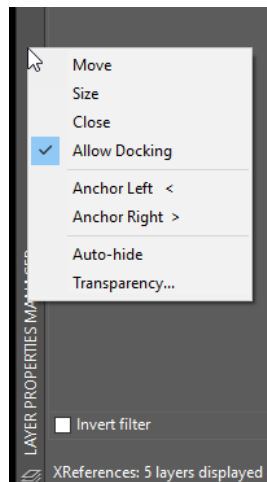 Move
Size
Close
Allow Docking
Anchor Left <
Anchor Right >
Auto-hide
Transparency...
LAYER PROPERTIES MANAGER
Invert filter
XReferences: 5 layers displayed